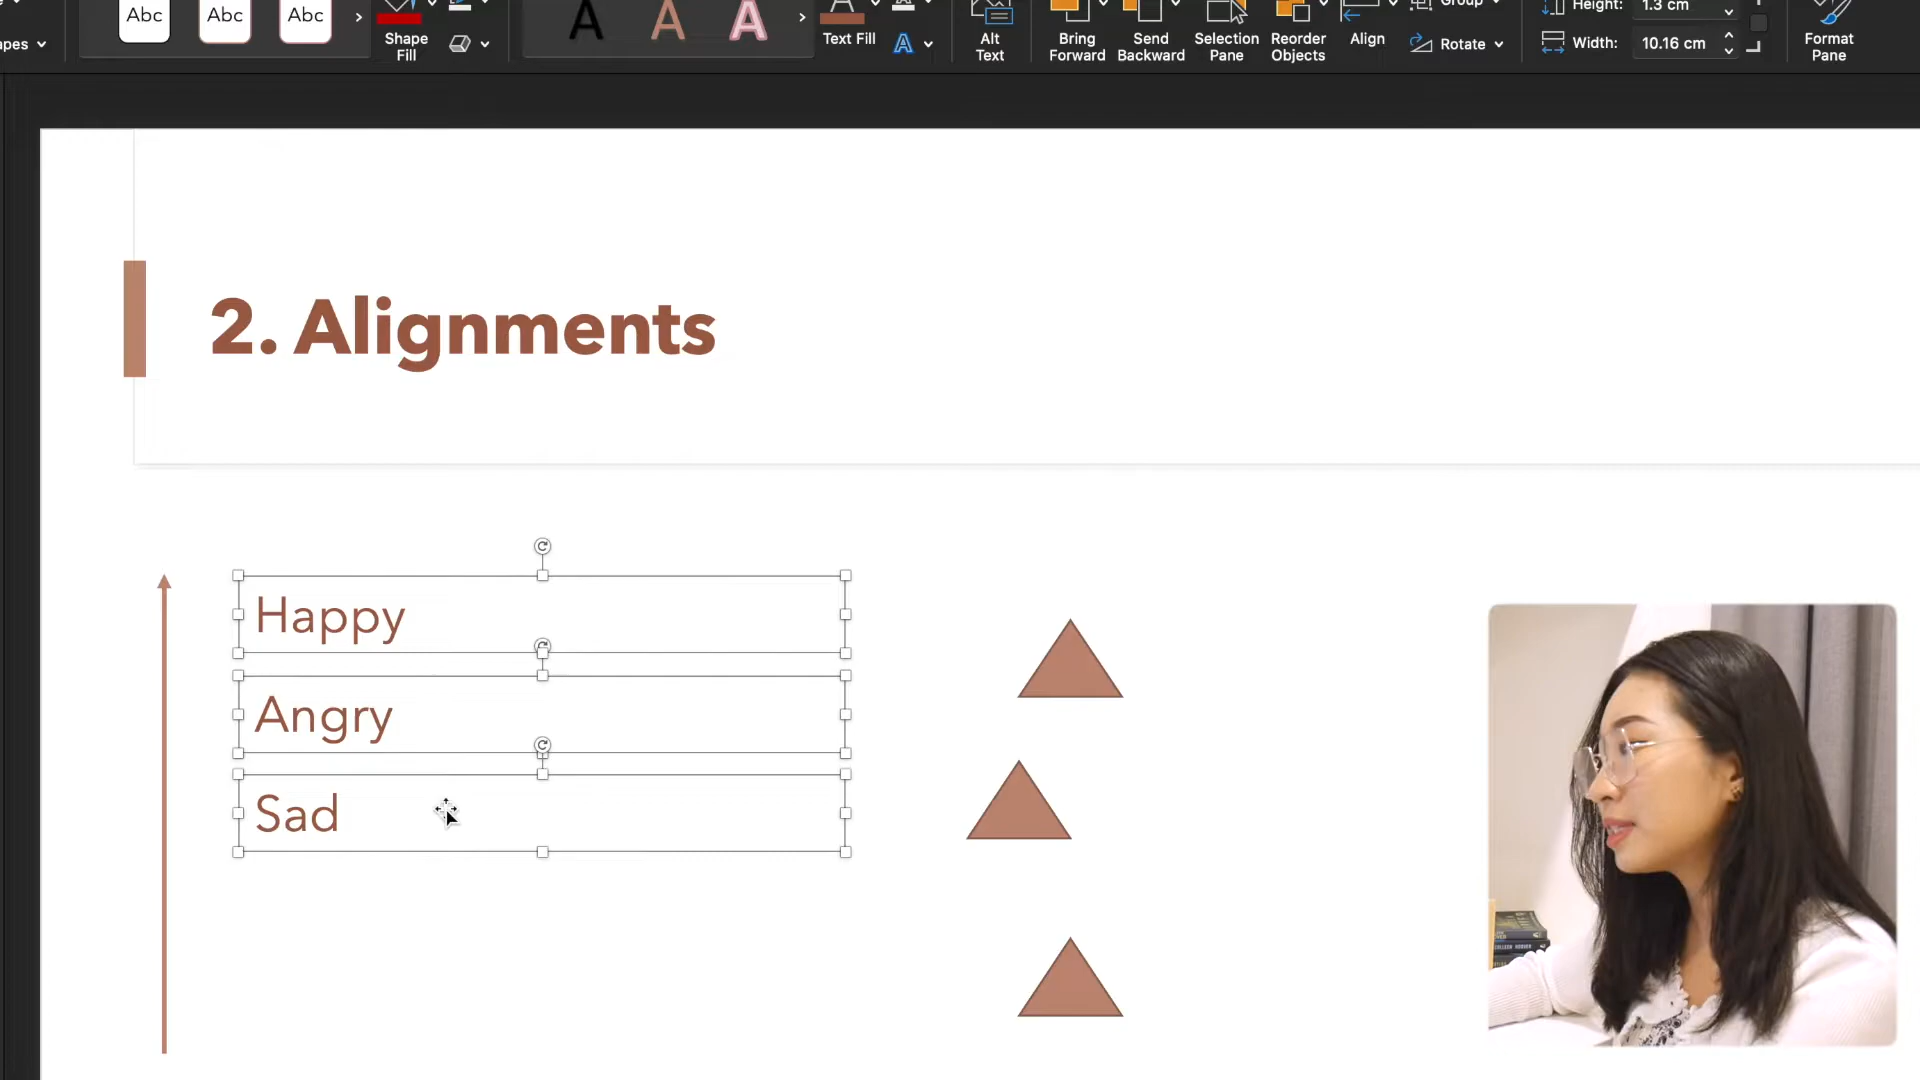 Abc Abc Abc
Shape Fill
Text Fill
Alt Text
Bring Forward
Send Backward
Selection Pane
Reorder Objects
Align
Group
Rotate
Height: 1.3 cm
Width: 10.16 cm
Format Pane
2. Alignments
Happy
Angry
Sad